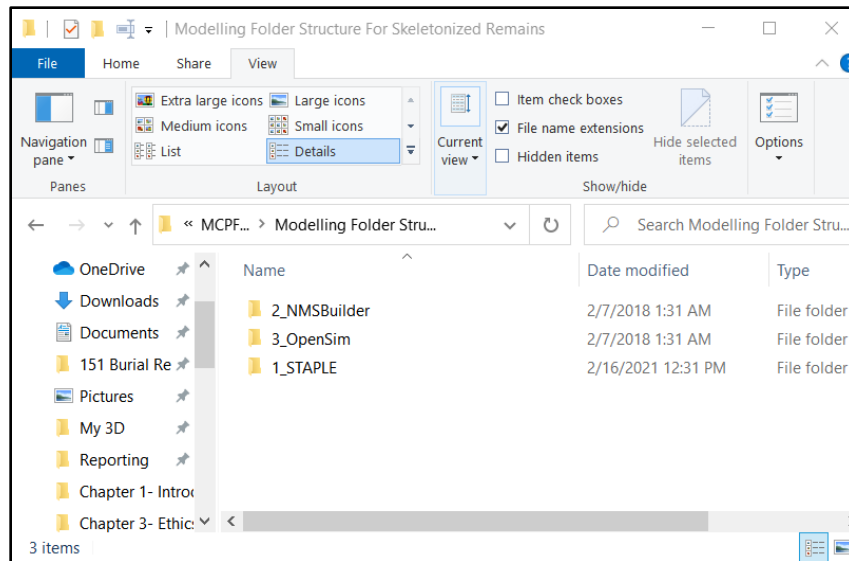 Modelling Folder Structure For Skeletonized Remains
File Home Share View
Extra large icons Large icons
Medium icons Small icons
List Details
Navigation pane
Current view
Item check boxes
File name extensions
Hidden items
Hide selected items
Options
Panes Layout Show/hide
« MCPF... > Modelling Folder Stru...
Search Modelling Folder Stru...
Name Date modified Type
OneDrive
Downloads
Documents
151 Burial Re
Pictures
My 3D
Reporting
Chapter 1- Introd
Chapter 3- Ethics
2_NMSBuilder 2/7/2018 1:31 AM File folder
3_OpenSim 2/7/2018 1:31 AM File folder
1_STAPLE 2/16/2021 12:31 PM File folder
3 items